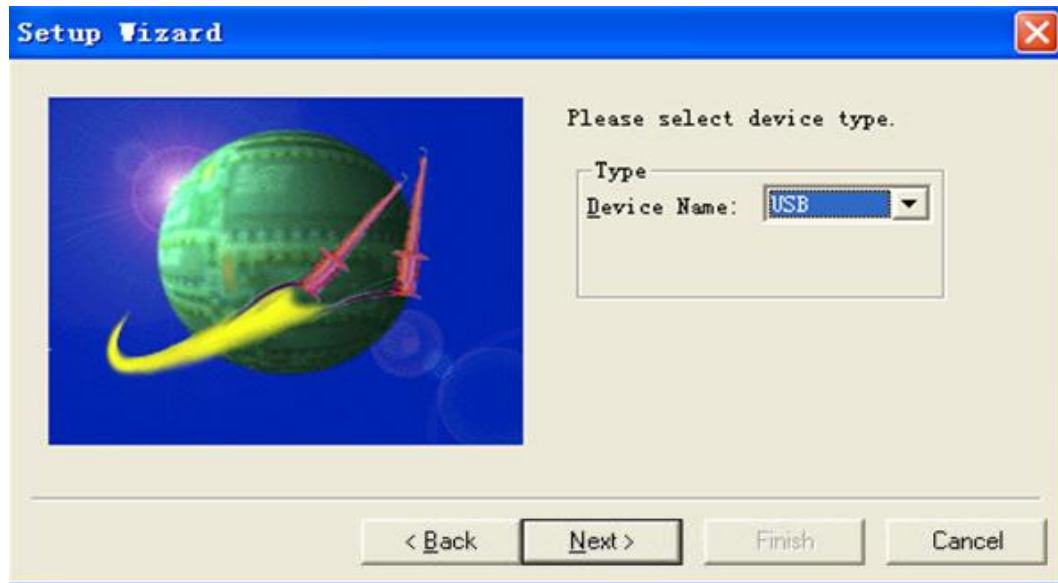 Setup Wizard
Please select device type.
Type
Device Name: USB
< Back Next > Finish Cancel